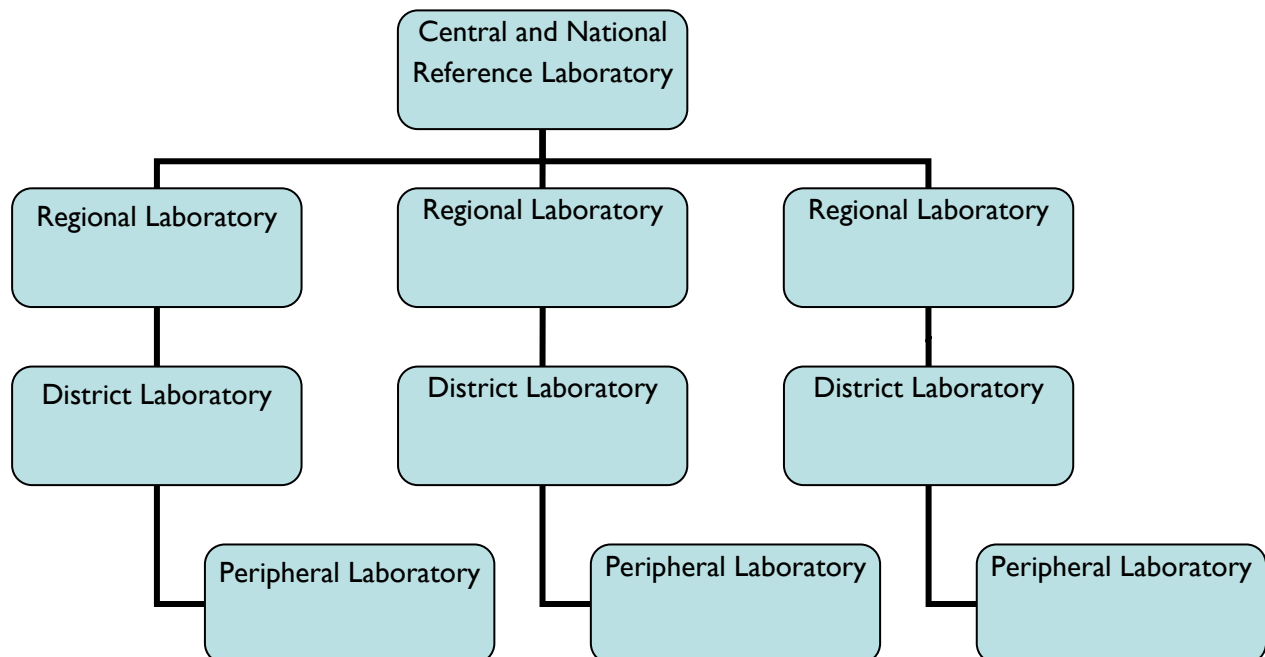 Central and National
Reference Laboratory
Regional Laboratory
Regional Laboratory
Regional Laboratory
District Laboratory
District Laboratory
District Laboratory
Peripheral Laboratory
Peripheral Laboratory
Peripheral Laboratory